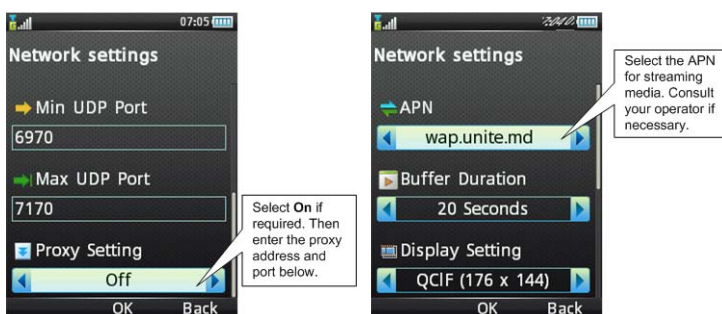 07:05
Network settings
Min UDP Port
6970
Max UDP Port
7170
Proxy Setting
Off
OK Back
Select On if
required. Then
enter the proxy
address and
port below.
Network settings
APN
wap.unite.md
Buffer Duration
20 Seconds
Display Setting
QCIF (176 x 144)
OK Back
Select the APN
for streaming
media. Consult
your operator if
necessary.